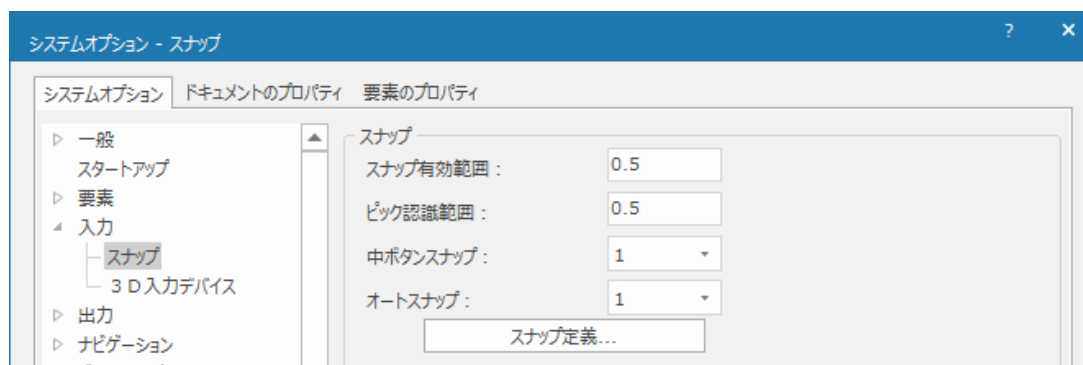 システムオプション - スナップ
システムオプション ドキュメントのプロパティ 要素のプロパティ
一般
スタートアップ
要素
入力
スナップ
３Ｄ入力デバイス
出力
ナビゲーション
スナップ
スナップ有効範囲： 0.5
ピック認識範囲： 0.5
中ボタンスナップ： 1
オートスナップ： 1
スナップ定義...